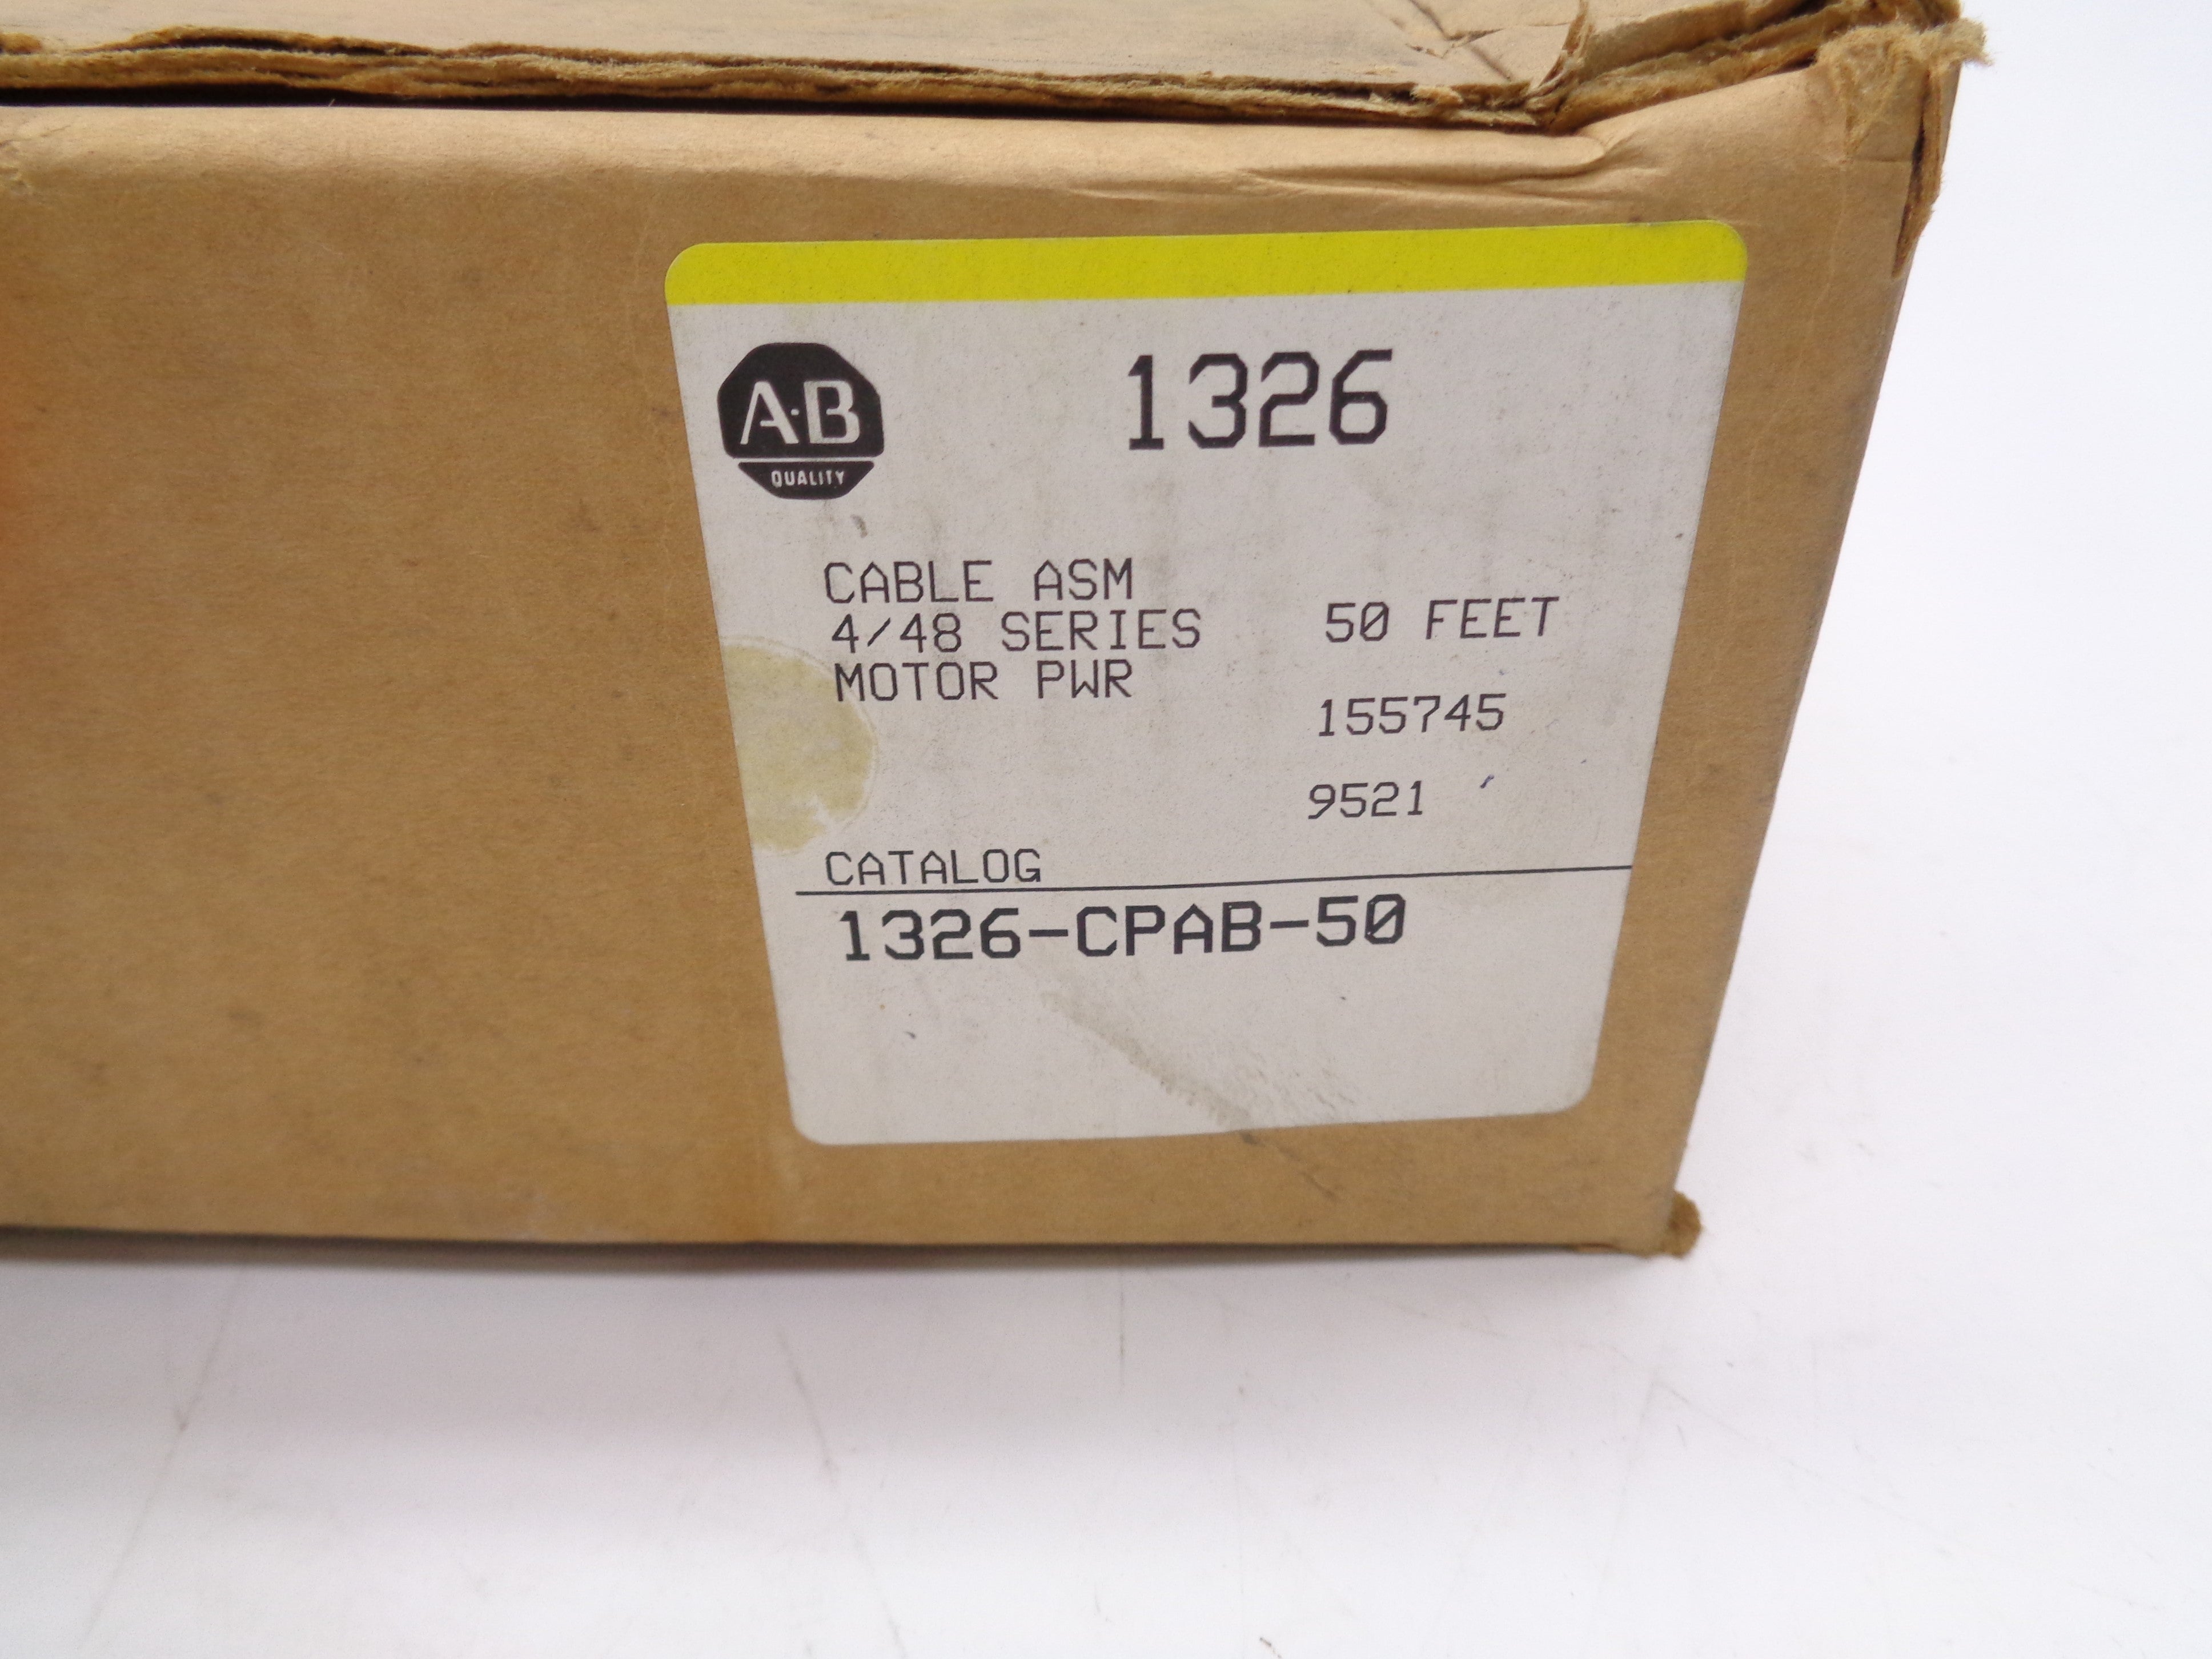 A·B
QUALITY
1326
CABLE ASM
4/48 SERIES 50 FEET
MOTOR PWR
155745
9521
CATALOG
1326-CPAB-50